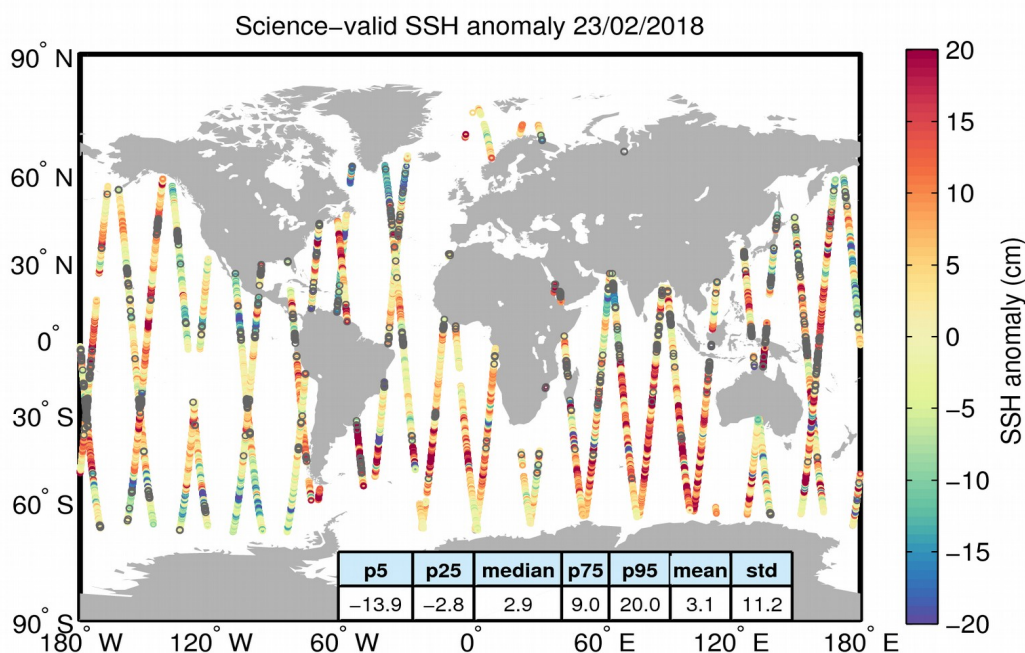 Science−valid SSH anomaly 23/02/2018
90° N
60° N
30° N
0°
30° S
60° S
90° S
180° W
120° W
60° W
0°
60° E
120° E
180° E
p5 p25 median p75 p95 mean std
−13.9 −2.8 2.9 9.0 20.0 3.1 11.2
20
15
10
5
0
−5
−10
−15
−20
SSH anomaly (cm)